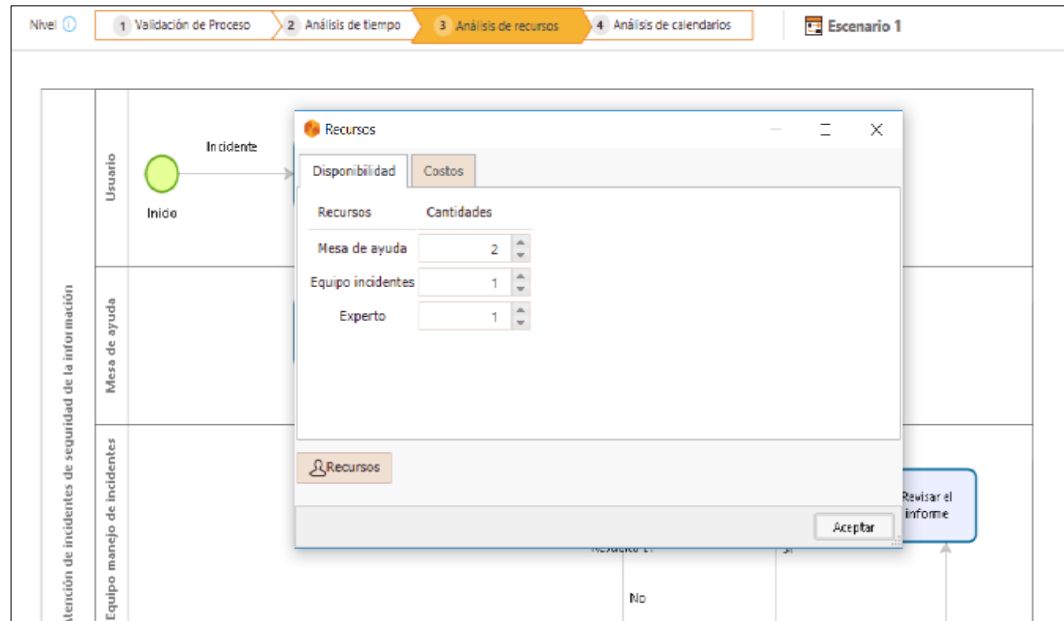 Nivel
1 Validación de Proceso
2 Análisis de tiempo
3 Análisis de recursos
4 Análisis de calendarios
Escenario 1
Atención de incidentes de seguridad de la información
Usuario
Incidente
Inicio
Mesa de ayuda
Equipo manejo de incidentes
Recursos
Disponibilidad Costos
Recursos Cantidades
Mesa de ayuda 2
Equipo incidentes 1
Experto 1
Recursos
Aceptar
Revisar el
informe
No